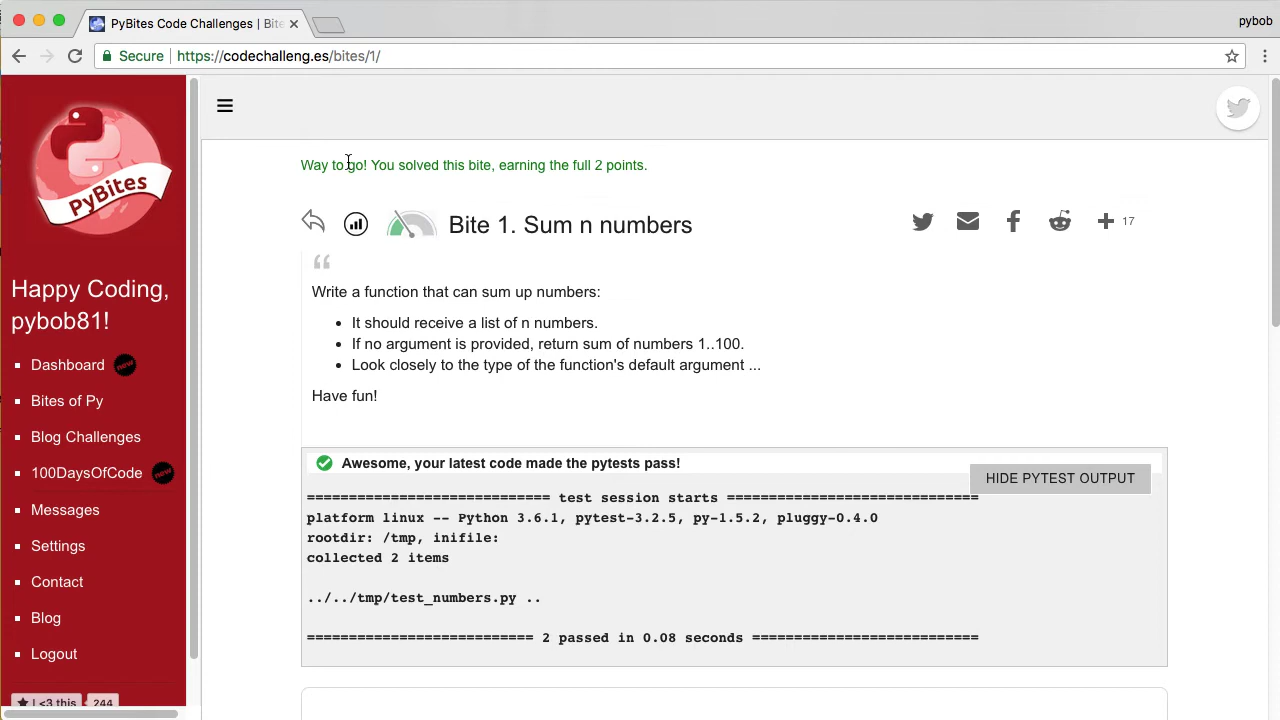 PyBites Code Challenges | Bite
pybob
Secure https://codechalleng.es/bites/1/
PyBites
Happy Coding,
pybob81!
Dashboard new
Bites of Py
Blog Challenges
100DaysOfCode new
Messages
Settings
Contact
Blog
Logout
I <3 this 244
Way to go! You solved this bite, earning the full 2 points.
Bite 1. Sum n numbers
17
Write a function that can sum up numbers:
It should receive a list of n numbers.
If no argument is provided, return sum of numbers 1..100.
Look closely to the type of the function's default argument ...
Have fun!
Awesome, your latest code made the pytests pass!
HIDE PYTEST OUTPUT
============================= test session starts ==============================
platform linux -- Python 3.6.1, pytest-3.2.5, py-1.5.2, pluggy-0.4.0
rootdir: /tmp, inifile:
collected 2 items
../../tmp/test_numbers.py ..
=========================== 2 passed in 0.08 seconds ===========================